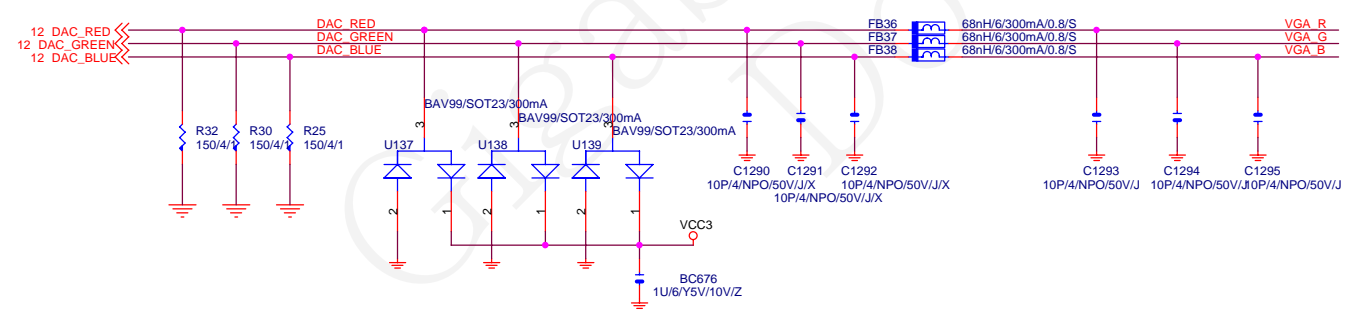 DAC_RED FB36 68nH/6/300mA/0.8/S VGA_R
12 DAC_RED
DAC_GREEN FB37 68nH/6/300mA/0.8/S VGA_G
12 DAC_GREEN
DAC_BLUE FB38 68nH/6/300mA/0.8/S VGA_B
12 DAC_BLUE
BAV99/SOT23/300mA
BAV99/SOT23/300mA
BAV99/SOT23/300mA
3 3 3
R32 R30 R25
150/4/1 150/4/1 150/4/1
U137 U138 U139
C1290 C1291 C1292 C1293 C1294 C1295
10P/4/NPO/50V/J/X 10P/4/NPO/50V/J/X 10P/4/NPO/50V/J 10P/4/NPO/50V/J 10P/4/NPO/50V/J
10P/4/NPO/50V/J/X
2 1 2 1 2 1
VCC3
BC676
1U/6/Y5V/10V/Z